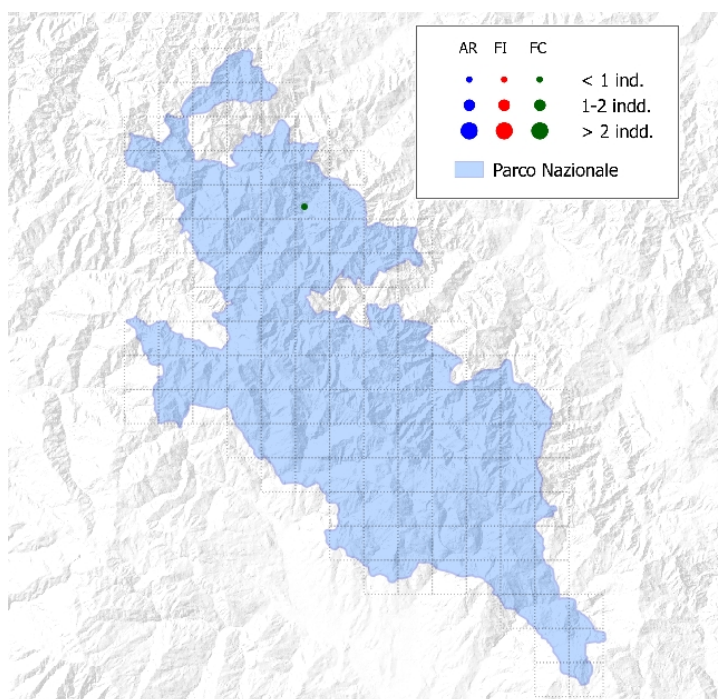 AR FI FC
< 1 ind.
1-2 indd.
> 2 indd.
Parco Nazionale